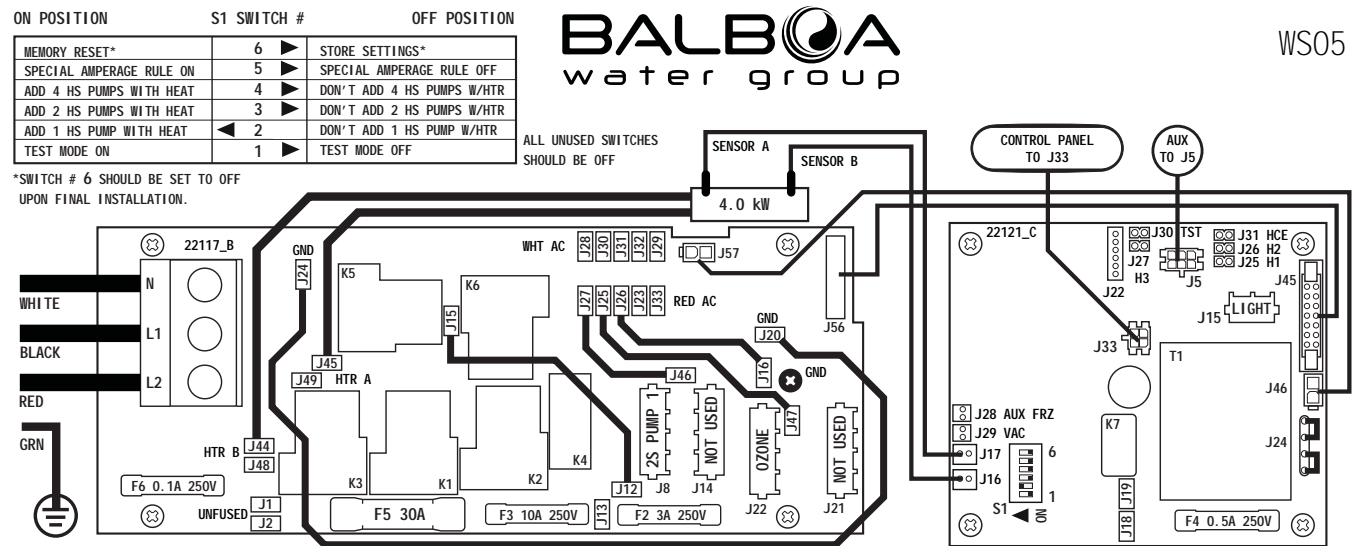 ON POSITION S1 SWITCH # OFF POSITION
MEMORY RESET* 6 ▶ STORE SETTINGS*
SPECIAL AMPERAGE RULE ON 5 ▶ SPECIAL AMPERAGE RULE OFF
ADD 4 HS PUMPS WITH HEAT 4 ▶ DON'T ADD 4 HS PUMPS W/HTR
ADD 2 HS PUMPS WITH HEAT 3 ▶ DON'T ADD 2 HS PUMPS W/HTR
ADD 1 HS PUMP WITH HEAT ◀ 2 DON'T ADD 1 HS PUMP W/HTR
TEST MODE ON 1 ▶ TEST MODE OFF
*SWITCH # 6 SHOULD BE SET TO OFF
UPON FINAL INSTALLATION.
ALL UNUSED SWITCHES
SHOULD BE OFF
BALBOA
water group
WS05
SENSOR A
SENSOR B
4.0 kW
CONTROL PANEL
TO J33
AUX
TO J5
22117_B
N
WHITE
L1
BLACK
L2
RED
GRN
GND
J24
K5
K6
J15
J45
J49
HTR A
J44
HTR B
J48
F6 0.1A 250V
UNFUSED
J1
J2
K3
K1
K2
K4
F5 30A
F3 10A 250V
J13
F2 3A 250V
J12
WHT AC
J28
J30
J31
J32
J29
J57
J27
J25
J26
J23
J33
RED AC
J56
GND
J20
J16
GND
J46
J47
2S PUMP 1
J8
NOT USED
J14
OZONE
J22
NOT USED
J21
22121_C
J22
J30 TST
J27
H3
J5
J31 HCE
J26 H2
J25 H1
J45
J15
LIGHT
J33
T1
J46
J24
K7
J28 AUX FRZ
J29 VAC
J17
J16
6
1
S1
◀ ON
J19
J18
F4 0.5A 250V